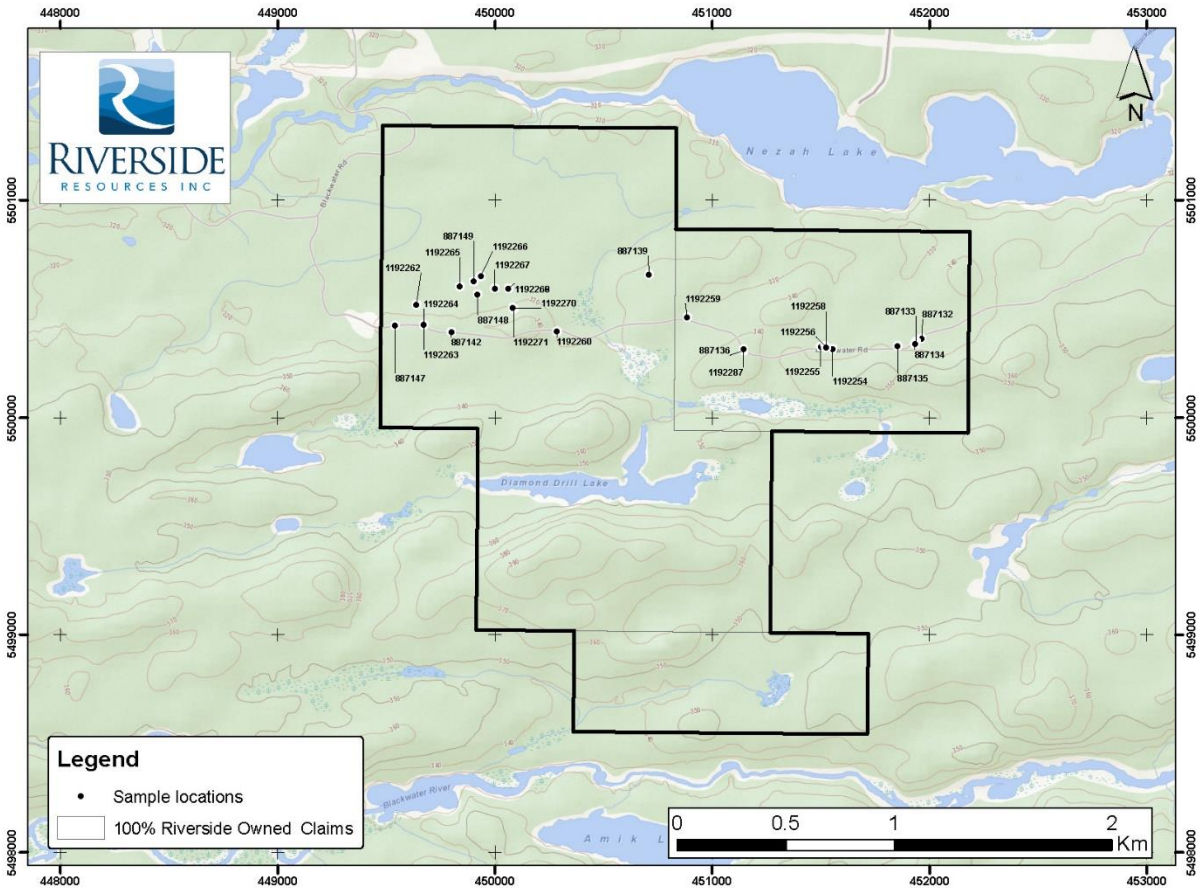 448000 449000 450000 451000 452000 453000
RIVERSIDE
RESOURCES INC
N
Nezah Lake
Blackwater Rd
5501000 5501000
887149
1192266
1192265
1192267
887139
1192262
1192268
1192264
1192270
1192259
1192258
887133
887132
887148
1192256
887142
1192271
1192260
887136
1192263
1192287
1192255
1192254
887134
887135
887147
5500000 5500000
Diamond Drill Lake
5499000 5499000
Legend
Sample locations
100% Riverside Owned Claims
Blackwater River
Amik
0 0.5 1 2
Km
5498000 5498000
448000 449000 450000 451000 452000 453000